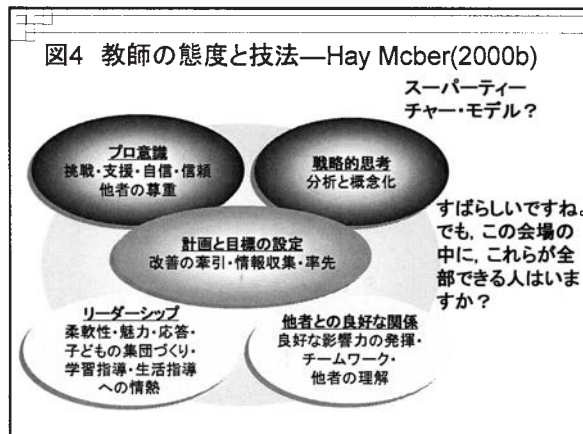 図4 教師の態度と技法―Hay Mcber(2000b)
スーパーティー
チャー・モデル？
プロ意識
挑戦・支援・自信・信頼
他者の尊重
戦略的思考
分析と概念化
計画と目標の設定
改善の牽引・情報収集・率先
すばらしいですね。
でも，この会場の
中に，これらが全
部できる人はいま
すか？
リーダーシップ
柔軟性・魅力・応答・
子どもの集団づくり・
学習指導・生活指導
への情熱
他者との良好な関係
良好な影響力の発揮・
チームワーク・
他者の理解